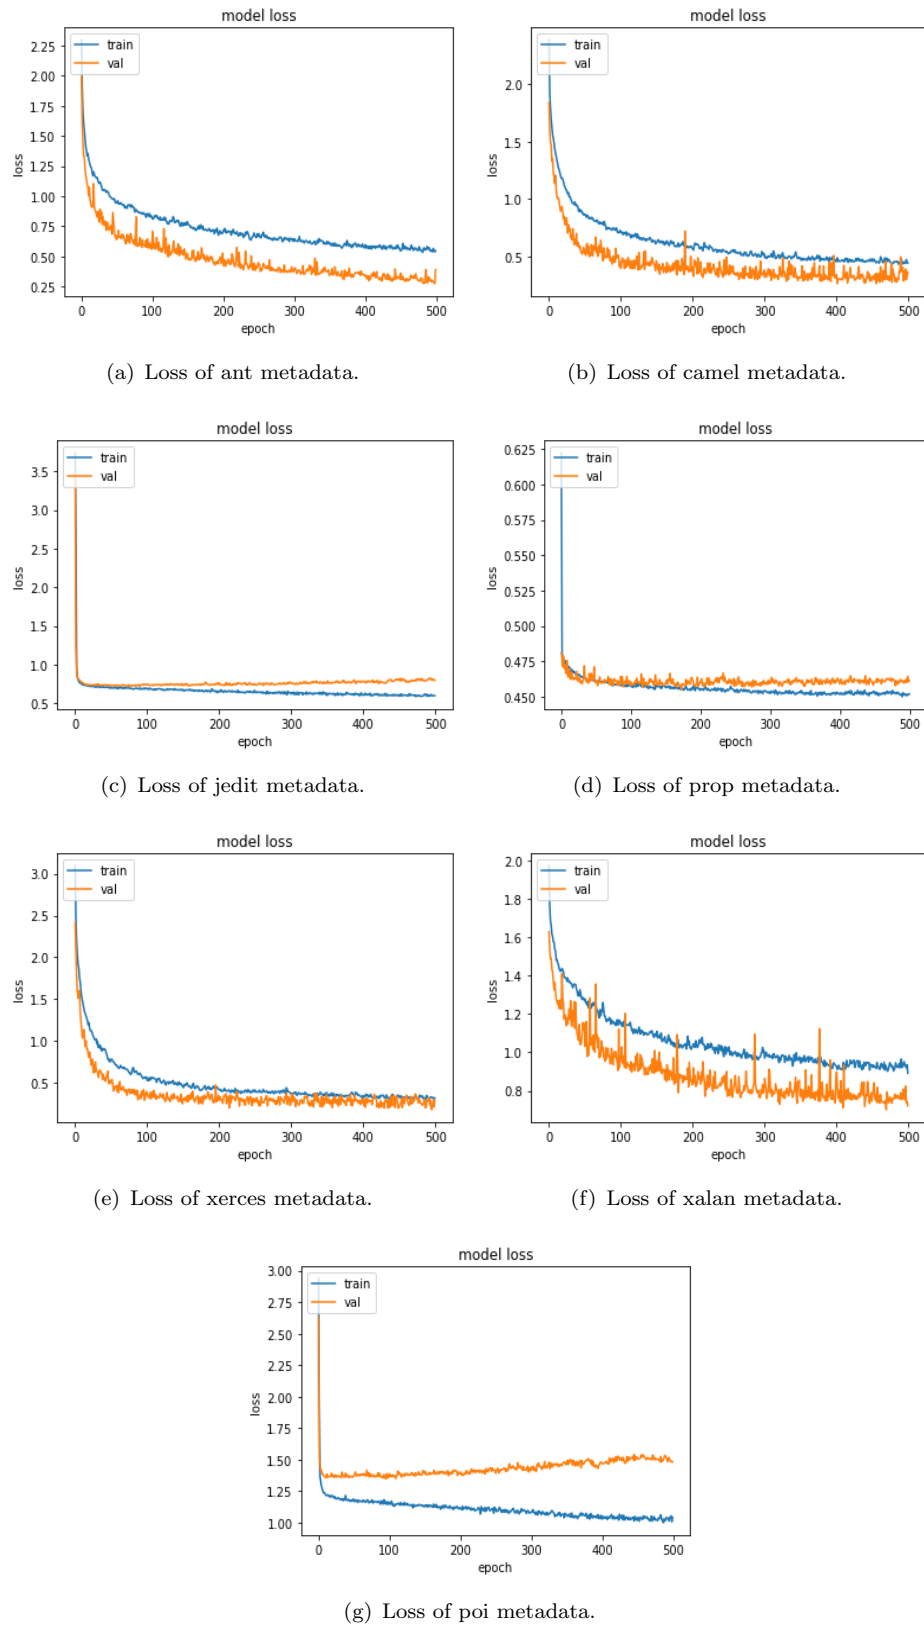 model loss
train
val
2.25
2.00
1.75
1.50
1.25
1.00
0.75
0.50
0.25
loss
0 100 200 300 400 500
epoch
(a) Loss of ant metadata.
model loss
train
val
2.0
1.5
1.0
0.5
loss
0 100 200 300 400 500
epoch
(b) Loss of camel metadata.
model loss
train
val
3.5
3.0
2.5
2.0
1.5
1.0
0.5
loss
0 100 200 300 400 500
epoch
(c) Loss of jedit metadata.
model loss
train
val
0.625
0.600
0.575
0.550
0.525
0.500
0.475
0.450
loss
0 100 200 300 400 500
epoch
(d) Loss of prop metadata.
model loss
train
val
3.0
2.5
2.0
1.5
1.0
0.5
loss
0 100 200 300 400 500
epoch
(e) Loss of xerces metadata.
model loss
train
val
2.0
1.8
1.6
1.4
1.2
1.0
0.8
loss
0 100 200 300 400 500
epoch
(f) Loss of xalan metadata.
model loss
train
val
3.00
2.75
2.50
2.25
2.00
1.75
1.50
1.25
1.00
loss
0 100 200 300 400 500
epoch
(g) Loss of poi metadata.